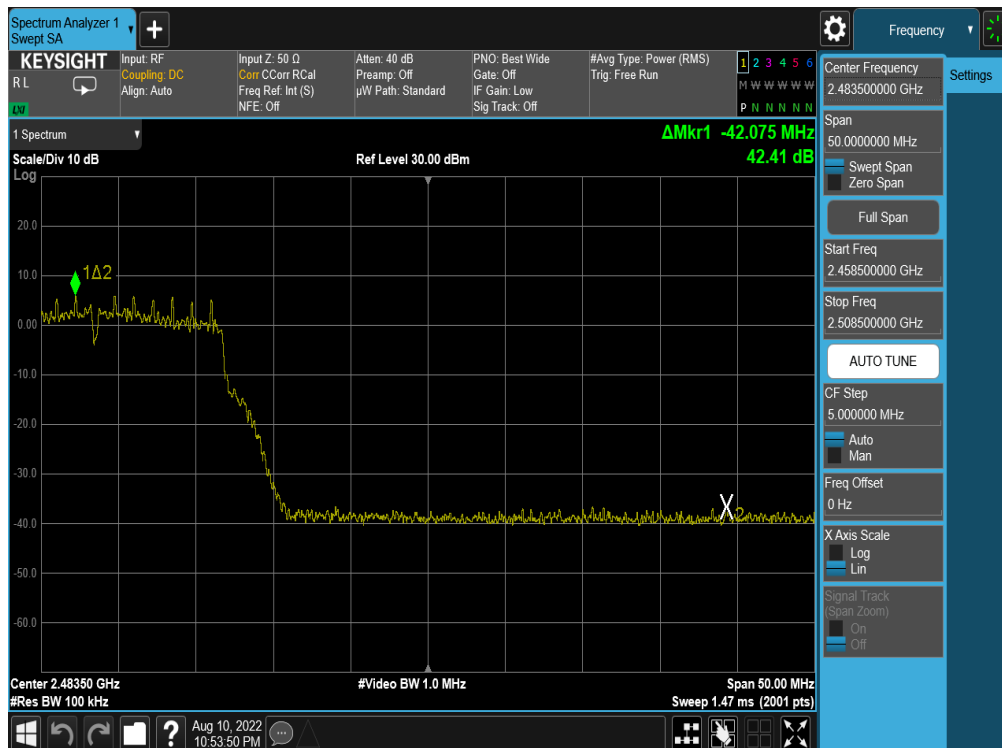 Spectrum Analyzer 1
Swept SA
Frequency
KEYSIGHT
R L
LXI
Input: RF
Coupling: DC
Align: Auto
Input Z: 50 Ω
Corr CCorr RCal
Freq Ref: Int (S)
NFE: Off
Atten: 40 dB
Preamp: Off
µW Path: Standard
PNO: Best Wide
Gate: Off
IF Gain: Low
Sig Track: Off
#Avg Type: Power (RMS)
Trig: Free Run
1 2 3 4 5 6
M W W W W W
P N N N N N
1 Spectrum
Scale/Div 10 dB
Log
Ref Level 30.00 dBm
ΔMkr1 -42.075 MHz
42.41 dB
20.0
10.0
0.00
-10.0
-20.0
-30.0
-40.0
-50.0
-60.0
1Δ2
X2
Center 2.48350 GHz
#Res BW 100 kHz
#Video BW 1.0 MHz
Span 50.00 MHz
Sweep 1.47 ms (2001 pts)
Center Frequency
2.483500000 GHz
Settings
Span
50.0000000 MHz
Swept Span
Zero Span
Full Span
Start Freq
2.458500000 GHz
Stop Freq
2.508500000 GHz
AUTO TUNE
CF Step
5.000000 MHz
Auto
Man
Freq Offset
0 Hz
X Axis Scale
Log
Lin
Signal Track
(Span Zoom)
On
Off
?
Aug 10, 2022
10:53:50 PM